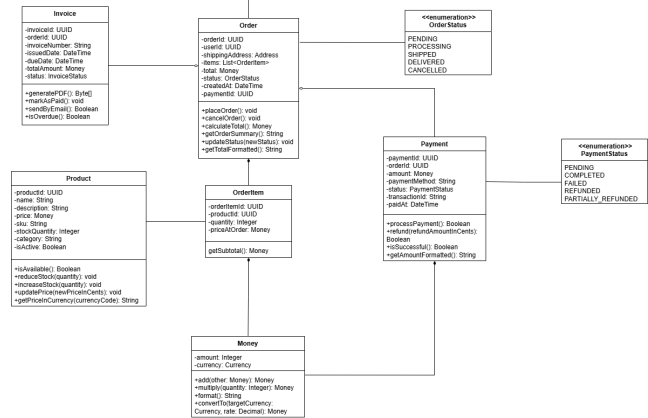 Invoice
-invoiceId: UUID
-orderId: UUID
-invoiceNumber: String
-issuedDate: DateTime
-dueDate: DateTime
-totalAmount: Money
-status: InvoiceStatus
+generatePDF(): Byte[]
+markAsPaid(): void
+sendByEmail(): Boolean
+isOverdue(): Boolean
Order
-orderId: UUID
-userId: UUID
-shippingAddress: Address
-items: List<OrderItem>
-total: Money
-status: OrderStatus
-createdAt: DateTime
-paymentId: UUID
+placeOrder(): void
+cancelOrder(): void
+calculateTotal(): Money
+getOrderSummary(): String
+updateStatus(newStatus): void
+getTotalFormatted(): String
<<enumeration>>
OrderStatus
PENDING
PROCESSING
SHIPPED
DELIVERED
CANCELLED
Payment
-paymentId: UUID
-orderId: UUID
-amount: Money
-paymentMethod: String
-status: PaymentStatus
-transactionId: String
-paidAt: DateTime
+processPayment(): Boolean
+refund(refundAmountInCents):
Boolean
+isSuccessful(): Boolean
+getAmountFormatted(): String
<<enumeration>>
PaymentStatus
PENDING
COMPLETED
FAILED
REFUNDED
PARTIALLY_REFUNDED
Product
-productId: UUID
-name: String
-description: String
-price: Money
-sku: String
-stockQuantity: Integer
-category: String
-isActive: Boolean
+isAvailable(): Boolean
+reduceStock(quantity): void
+increaseStock(quantity): void
+updatePrice(newPriceInCents): void
+getPriceInCurrency(currencyCode): String
OrderItem
-orderItemId: UUID
-productId: UUID
-quantity: Integer
-priceAtOrder: Money
getSubtotal(): Money
Money
-amount: Integer
-currency: Currency
+add(other: Money): Money
+multiply(quantity: Integer): Money
+format(): String
+convertTo(targetCurrency:
Currency, rate: Decimal): Money